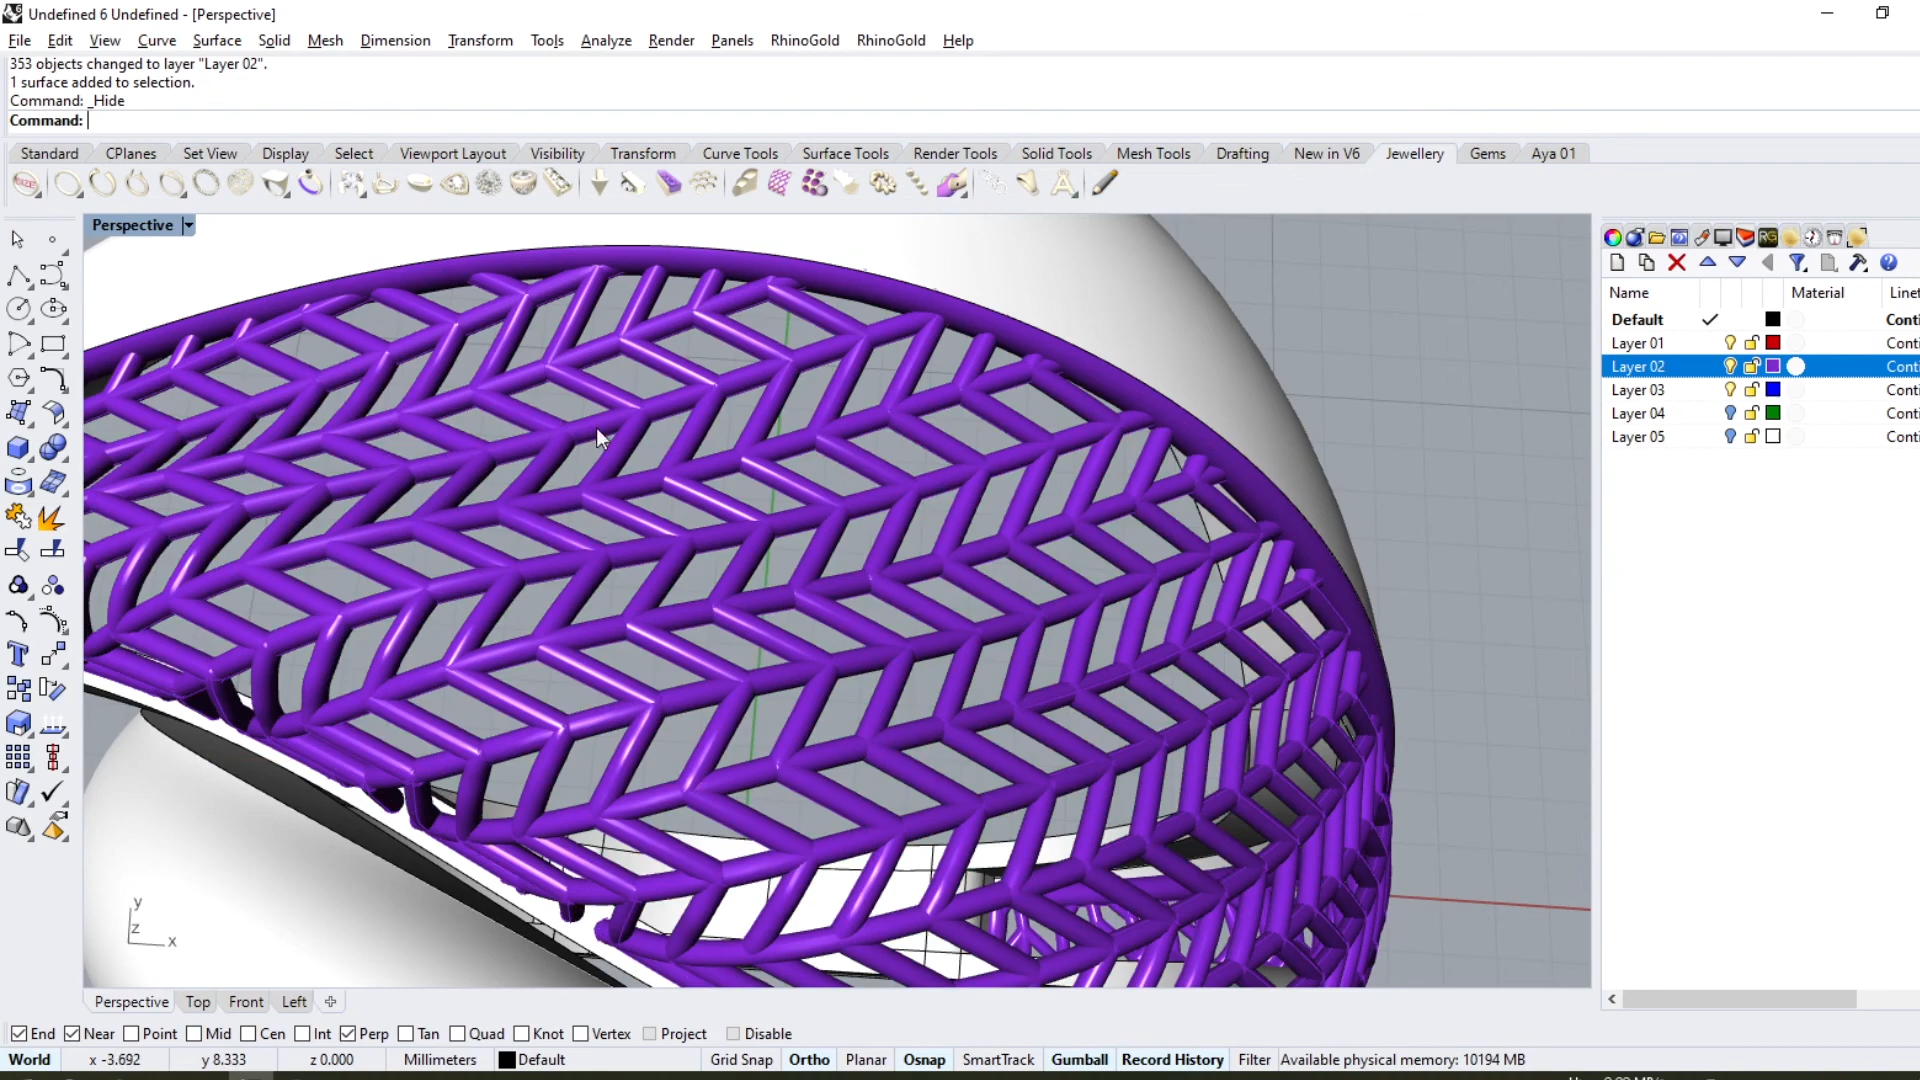 Undefined 6 Undefined - [Perspective]
File Edit View Curve Surface Solid Mesh Dimension Transform Tools Analyze Render Panels RhinoGold RhinoGold Help
353 objects changed to layer "Layer 02".
1 surface added to selection.
Command: _Hide
Command:
Standard CPlanes Set View Display Select Viewport Layout Visibility Transform Curve Tools Surface Tools Render Tools Solid Tools Mesh Tools Drafting New in V6 Jewellery Gems Aya 01
Perspective
Name Material Linet
Default Conti
Layer 01 Conti
Layer 02 Conti
Layer 03 Conti
Layer 04 Conti
Layer 05 Conti
y
z
x
Perspective Top Front Left
End Near Point Mid Cen Int Perp Tan Quad Knot Vertex Project Disable
World x -3.692 y 8.333 z 0.000 Millimeters Default Grid Snap Ortho Planar Osnap SmartTrack Gumball Record History Filter Available physical memory: 10194 MB